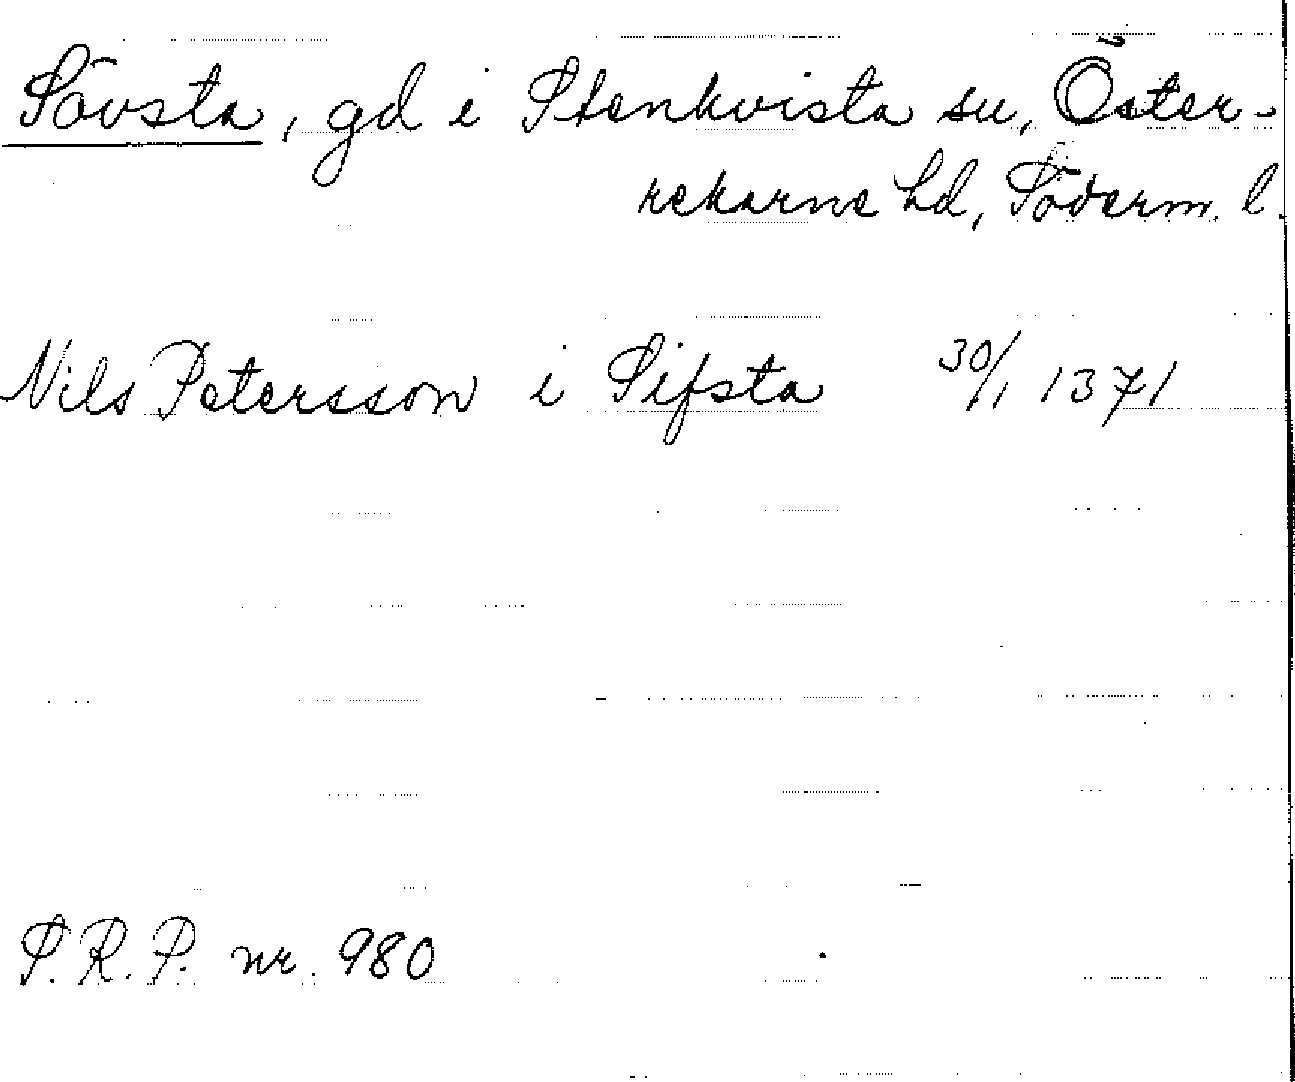 Sövsta, gd i Stenkvista sn, Öster-
rekarne hd, Söderm. l.
Nils Petersson i Sifsta 30/1 1371
S.R.P. nr. 980